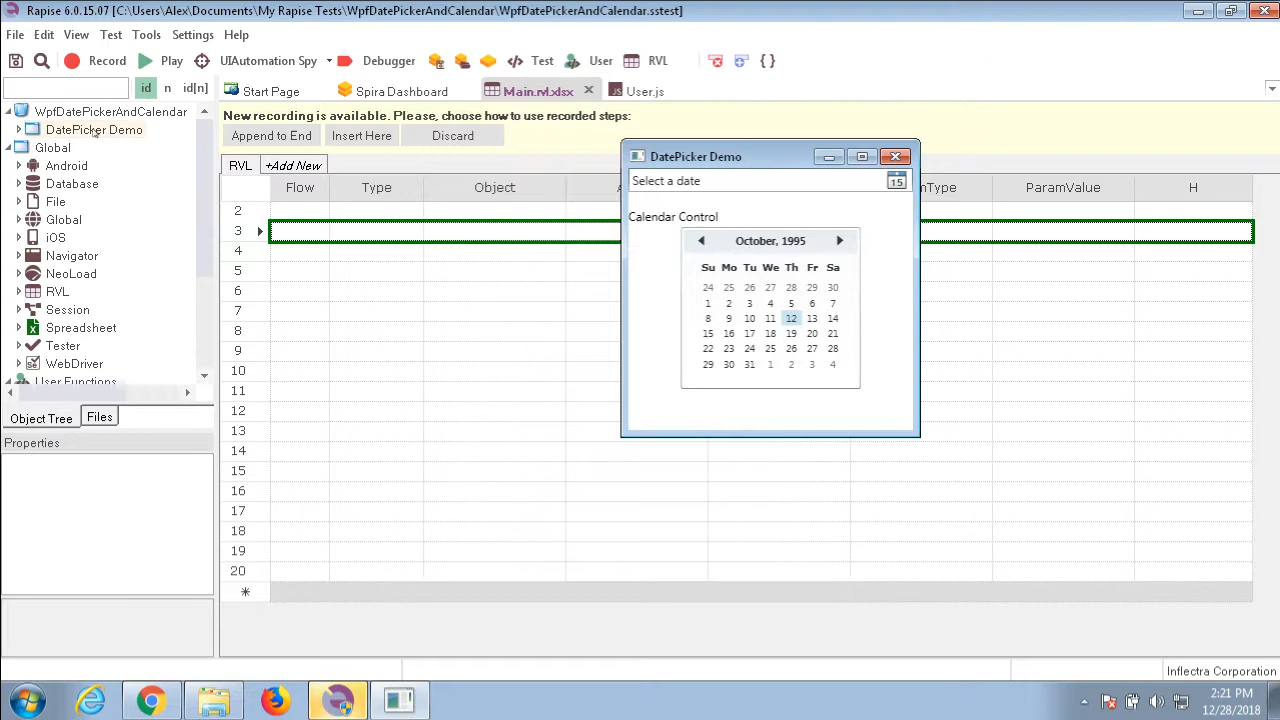 Rapise 6.0.15.07 [C:\Users\Alex\Documents\My Rapise Tests\WpfDatePickerAndCalendar\WpfDatePickerAndCalendar.sstest]
File Edit View Test Tools Settings Help
Record Play UIAutomation Spy Debugger Test User RVL { }
id n id[n] Start Page Spira Dashboard Main.rvl.xlsx User.js
WpfDatePickerAndCalendar
DatePicker Demo
Global
Android
Database
File
Global
iOS
Navigator
NeoLoad
RVL
Session
Spreadsheet
Tester
WebDriver
User Functions
Object Tree Files
Properties
New recording is available. Please, choose how to use recorded steps:
Append to End Insert Here Discard
RVL +Add New
Flow Type Object ParamValue H
2
3
4
5
6
7
8
9
10
11
12
13
14
15
16
17
18
19
20
*
DatePicker Demo
Select a date 15
Calendar Control
October, 1995
Su Mo Tu We Th Fr Sa
24 25 26 27 28 29 30
1 2 3 4 5 6 7
8 9 10 11 12 13 14
15 16 17 18 19 20 21
22 23 24 25 26 27 28
29 30 31 1 2 3 4
Inflectra Corporation
2:21 PM
12/28/2018